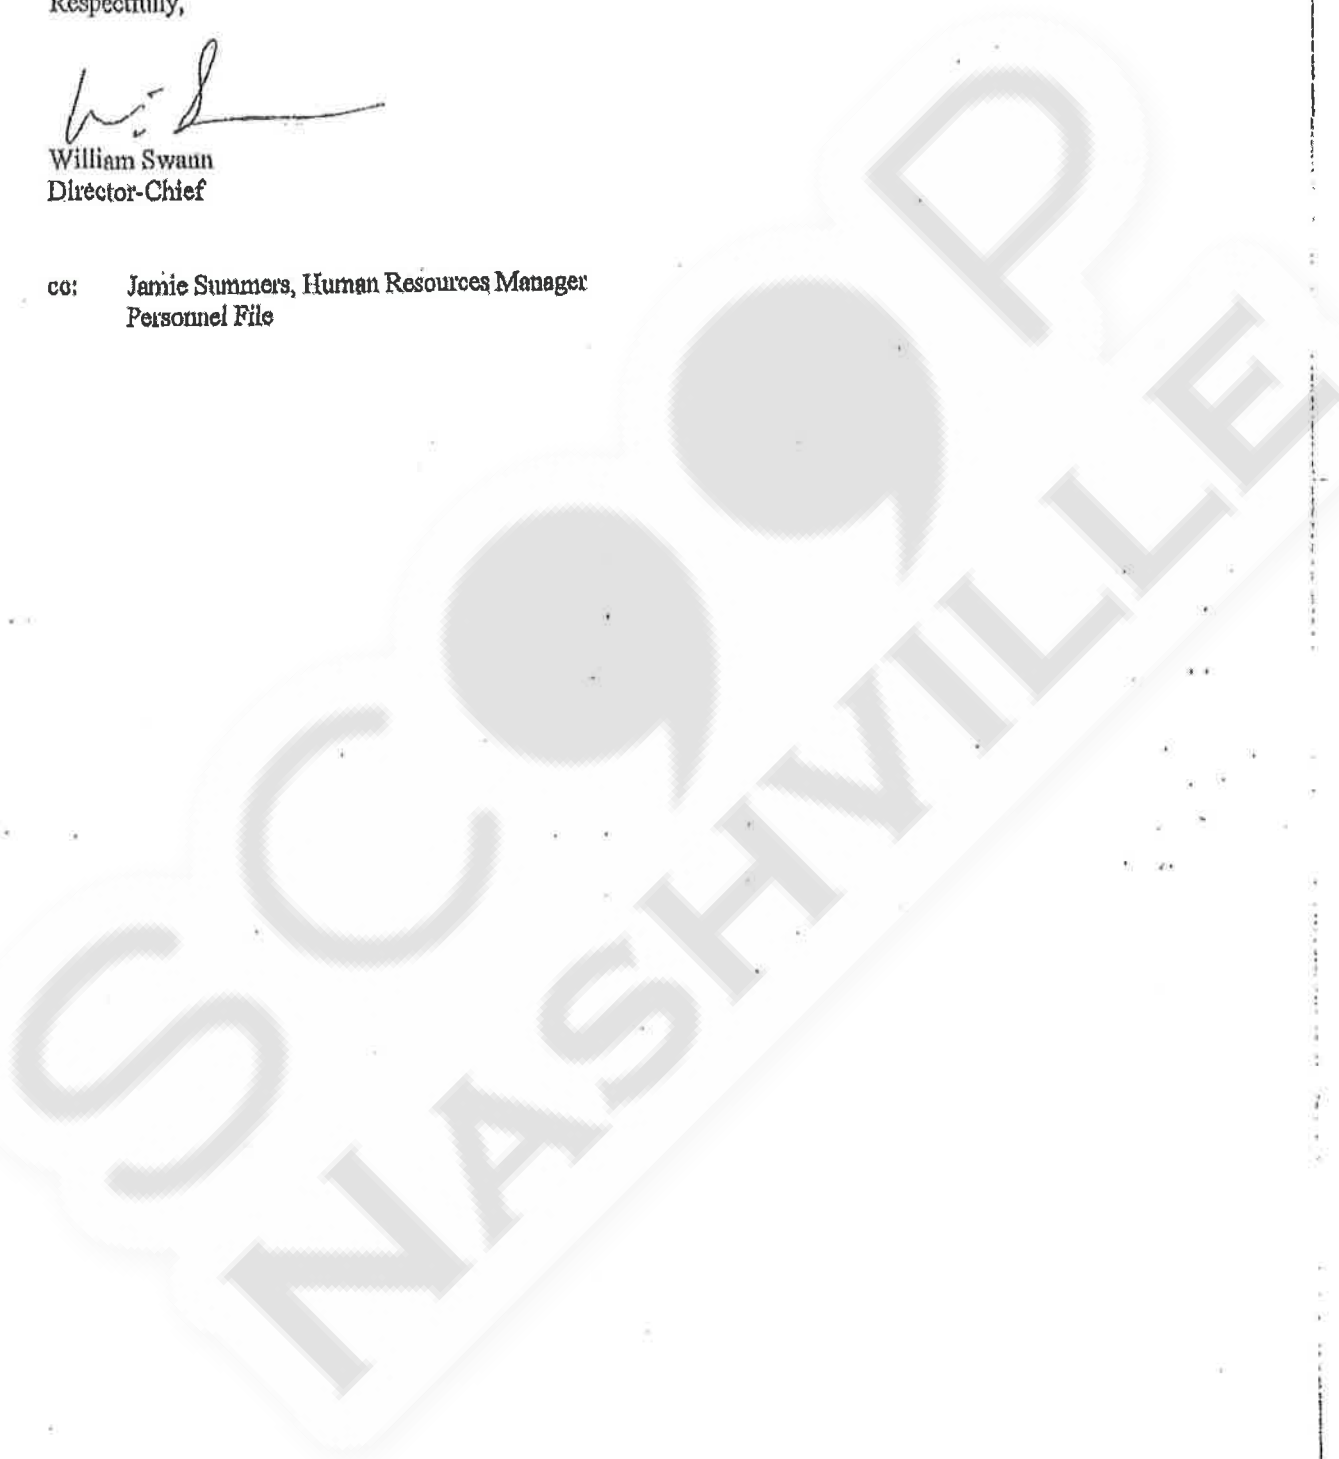 Respectfully,
William Swann
Director-Chief
cc: Jamie Summers, Human Resources Manager
Personnel File
SCOOP
NASHVILLE